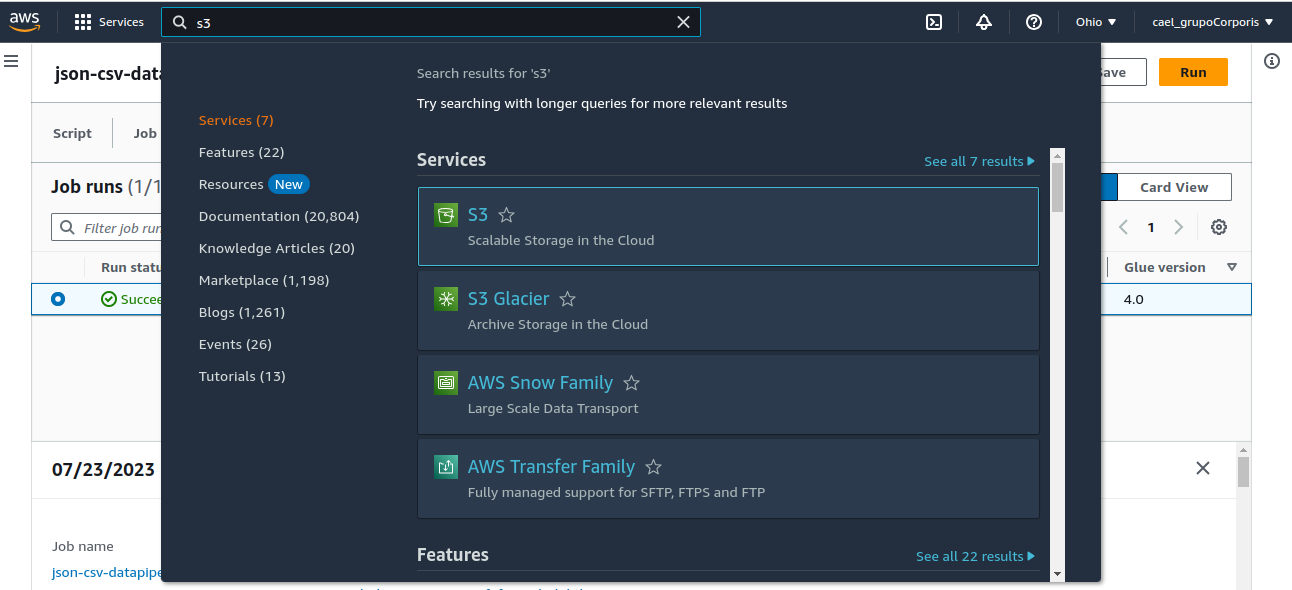 aws Services s3 Ohio cael_grupoCorporis
json-csv-data
Save Run
Search results for 's3'
Try searching with longer queries for more relevant results
Services (7)
Features (22)
Resources New
Documentation (20,804)
Knowledge Articles (20)
Marketplace (1,198)
Blogs (1,261)
Events (26)
Tutorials (13)
Services See all 7 results
S3
Scalable Storage in the Cloud
S3 Glacier
Archive Storage in the Cloud
AWS Snow Family
Large Scale Data Transport
AWS Transfer Family
Fully managed support for SFTP, FTPS and FTP
Features See all 22 results
Script Job
Job runs (1/1
Card View
Filter job run
1
Run statu
Glue version
Succee
4.0
07/23/2023
Job name
json-csv-datapipe